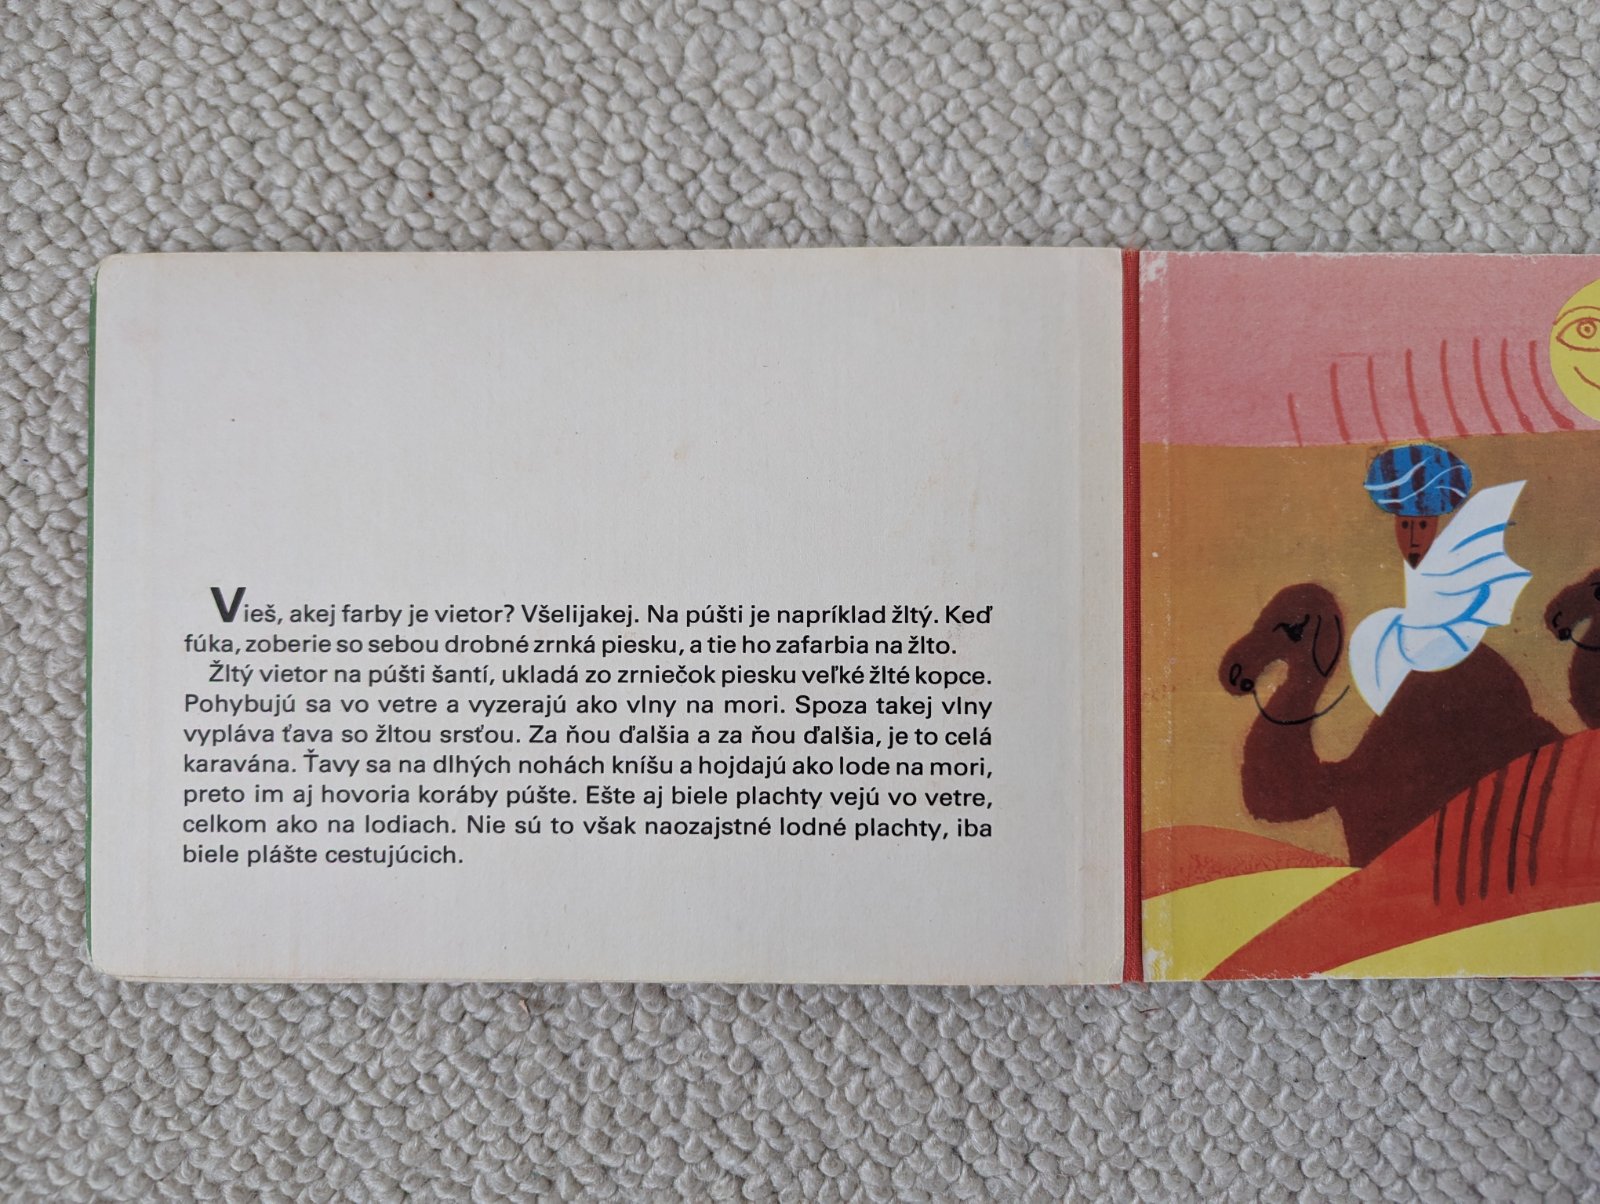 Vieš, akej farby je vietor? Všelijakej. Na púšti je napríklad žltý. Keď
fúka, zoberie so sebou drobné zrnká piesku, a tie ho zafarbia na žlto.
Žltý vietor na púšti šantí, ukladá zo zrniečok piesku veľké žlté kopce.
Pohybujú sa vo vetre a vyzerajú ako vlny na mori. Spoza takej vlny
vypláva ťava so žltou srsťou. Za ňou ďalšia a za ňou ďalšia, je to celá
karavána. Ťavy sa na dlhých nohách kníšu a hojdajú ako lode na mori,
preto im aj hovoria koráby púšte. Ešte aj biele plachty vejú vo vetre,
celkom ako na lodiach. Nie sú to však naozajstné lodné plachty, iba
biele plášte cestujúcich.